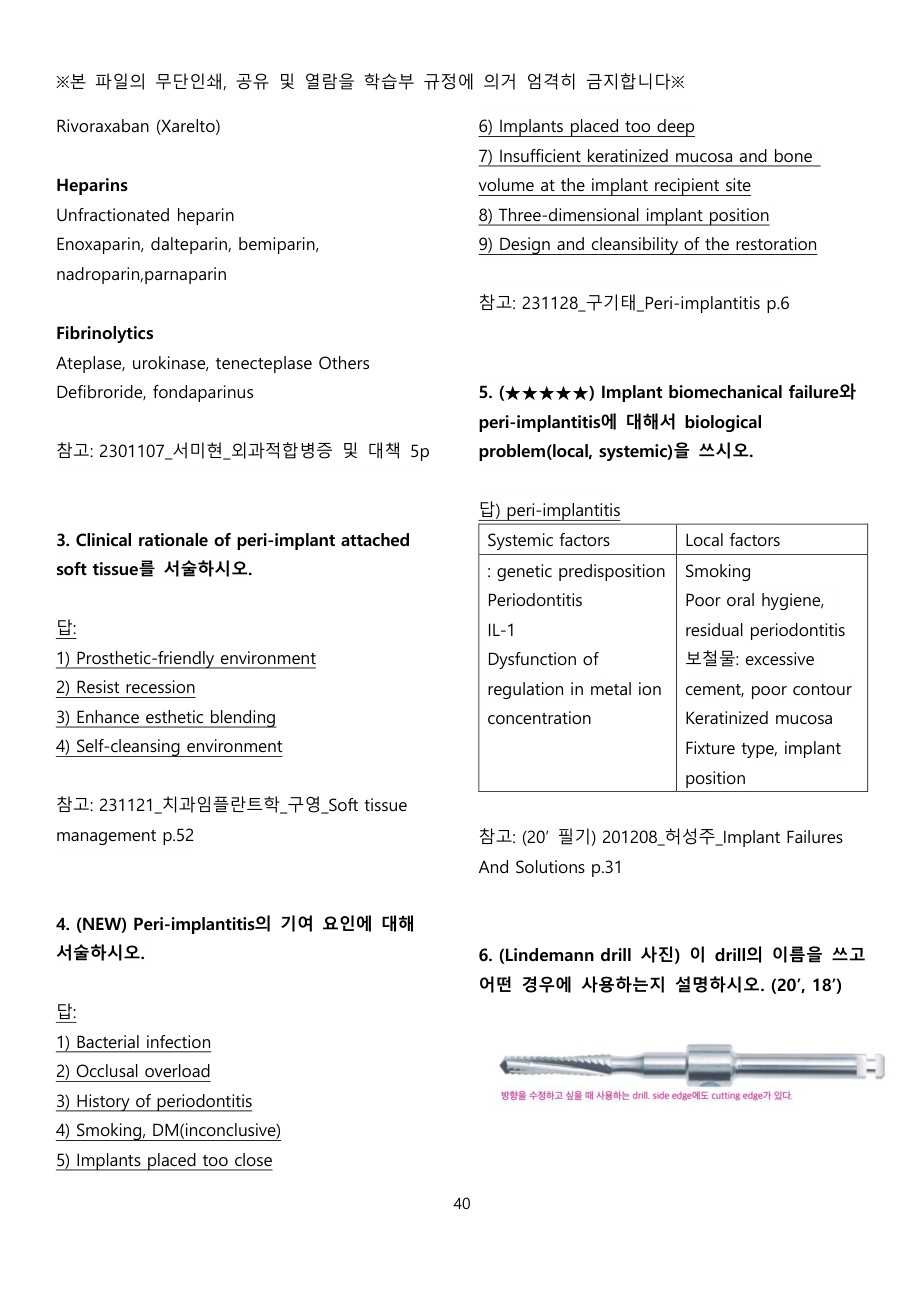 ※본 파일의 무단인쇄, 공유 및 열람을 학습부 규정에 의거 엄격히 금지합니다※
Rivoraxaban (Xarelto)
Heparins
Unfractionated heparin
Enoxaparin, dalteparin, bemiparin,
nadroparin,parnaparin
Fibrinolytics
Ateplase, urokinase, tenecteplase Others
Defibroride, fondaparinus
참고: 2301107_서미현_외과적합병증 및 대책 5p
3. Clinical rationale of peri-implant attached
soft tissue를 서술하시오.
답:
1) Prosthetic-friendly environment
2) Resist recession
3) Enhance esthetic blending
4) Self-cleansing environment
참고: 231121_치과임플란트학_구영_Soft tissue
management p.52
4. (NEW) Peri-implantitis의 기여 요인에 대해
서술하시오.
답:
1) Bacterial infection
2) Occlusal overload
3) History of periodontitis
4) Smoking, DM(inconclusive)
5) Implants placed too close
6) Implants placed too deep
7) Insufficient keratinized mucosa and bone
volume at the implant recipient site
8) Three-dimensional implant position
9) Design and cleansibility of the restoration
참고: 231128_구기태_Peri-implantitis p.6
5. (★★★★★) Implant biomechanical failure와
peri-implantitis에 대해서 biological
problem(local, systemic)을 쓰시오.
답) peri-implantitis
Systemic factors
: genetic predisposition
Periodontitis
IL-1
Dysfunction of
regulation in metal ion
concentration
Local factors
Smoking
Poor oral hygiene,
residual periodontitis
보철물: excessive
cement, poor contour
Keratinized mucosa
Fixture type, implant
position
참고: (20’ 필기) 201208_허성주_Implant Failures
And Solutions p.31
6. (Lindemann drill 사진) 이 drill의 이름을 쓰고
어떤 경우에 사용하는지 설명하시오. (20’, 18’)
방향을 수정하고 싶을 때 사용하는 drill. side edge에도 cutting edge가 있다.
40